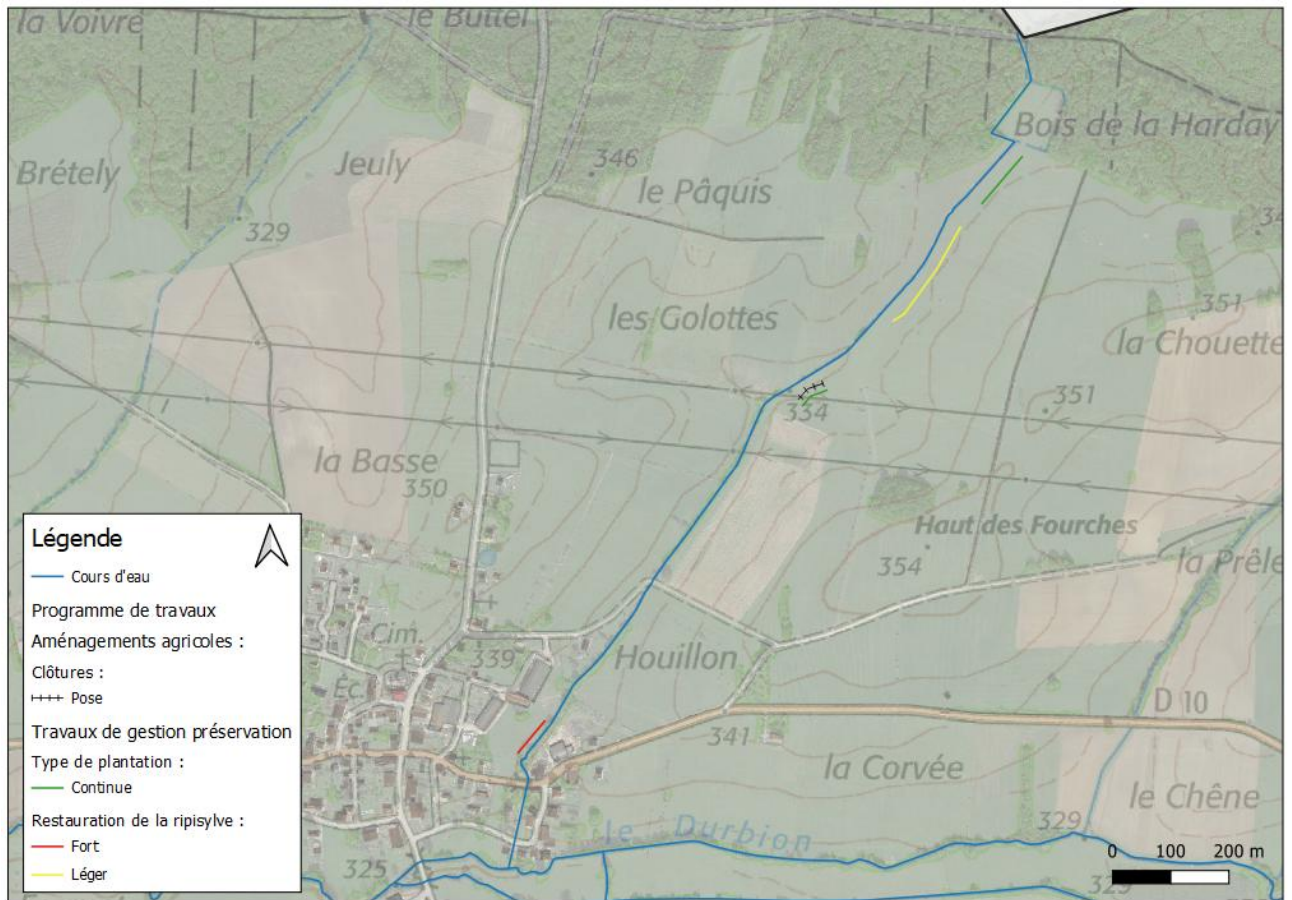 la Voivre
le Buttel
Bois de la Harday
Brétely
Jeuly
346
le Pâquis
329
les Golottes
351
la Chouette
334
351
la Basse
350
Haut des Fourches
354
la Prêle
Cim.
339
Houillon
Éc.
D 10
341
la Corvée
le Chêne
le Durbion
329
325
Légende
Cours d'eau
Programme de travaux
Aménagements agricoles :
Clôtures :
Pose
Travaux de gestion préservation
Type de plantation :
Continue
Restauration de la ripisylve :
Fort
Léger
0 100 200 m